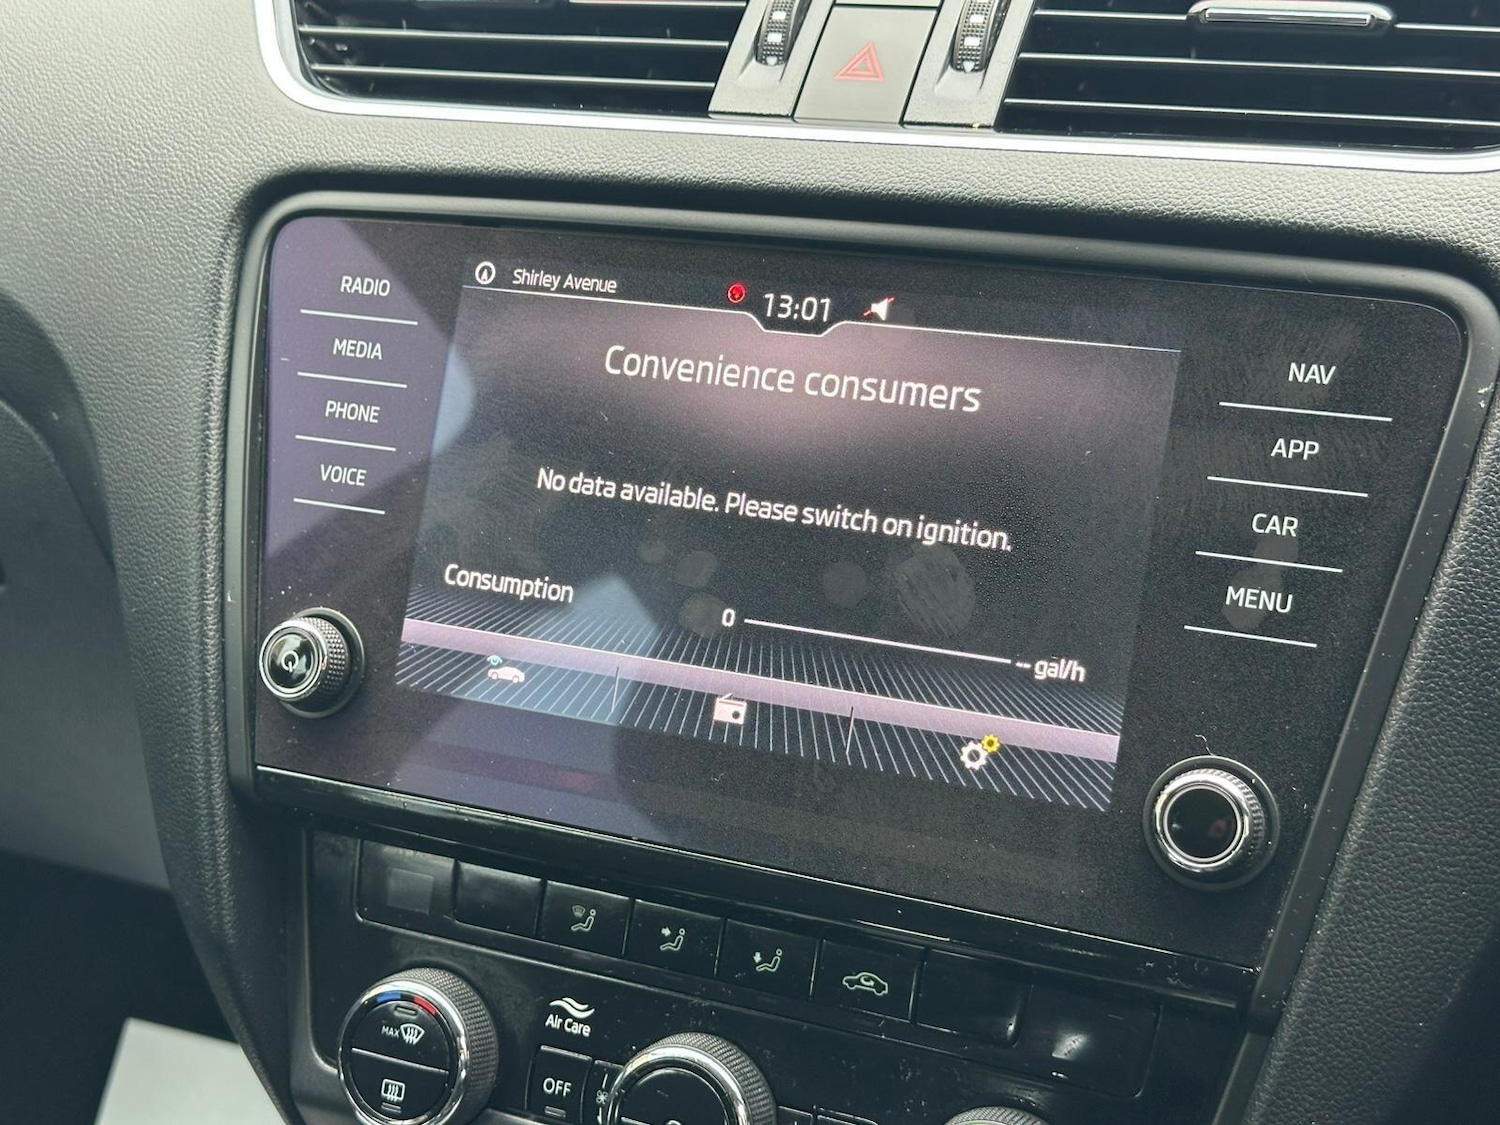 RADIO
MEDIA
PHONE
VOICE
Shirley Avenue
13:01
Convenience consumers
No data available. Please switch on ignition.
Consumption
0
-- gal/h
NAV
APP
CAR
MENU
MAX
Air Care
OFF